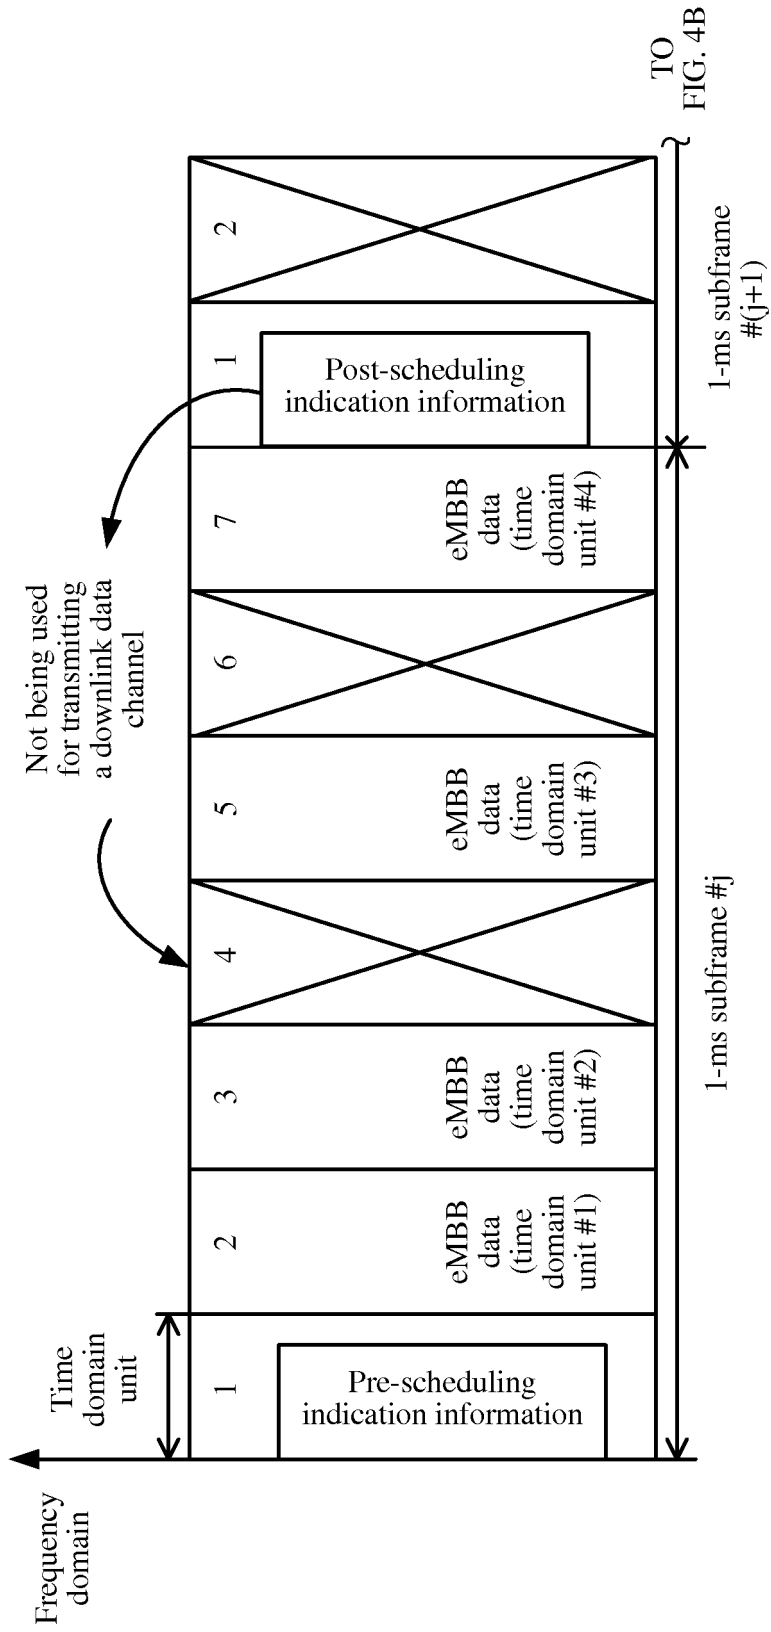 Not being used
for transmitting
a downlink data
channel
Frequency
domain
Time
domain
unit
1
2
3
4
5
6
7
1
2
Pre-scheduling
indication information
eMBB
data
(time
domain
unit #1)
eMBB
data
(time
domain
unit #2)
eMBB
data
(time
domain
unit #3)
eMBB
data
(time
domain
unit #4)
Post-scheduling
indication information
1-ms subframe #j
1-ms subframe
#(j+1)
TO
FIG. 4B